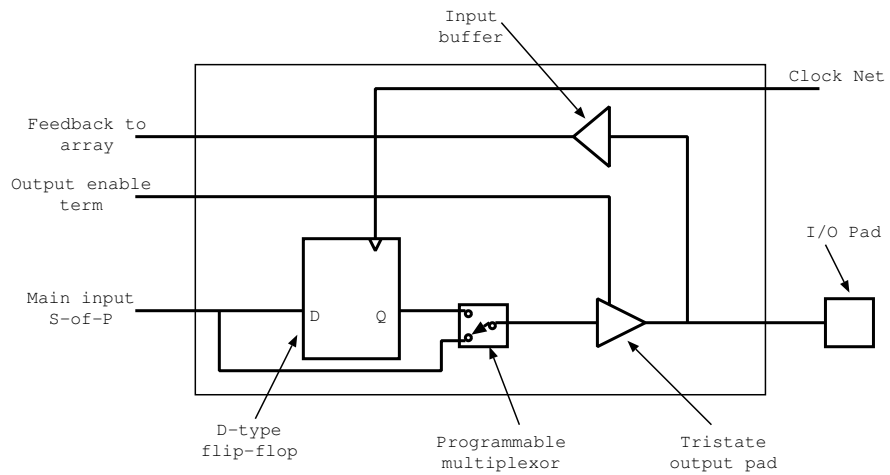 Input
buffer
Clock Net
Feedback to
array
Output enable
term
I/O Pad
Main input
S-of-P
D
Q
D-type
flip-flop
Programmable
multiplexor
Tristate
output pad